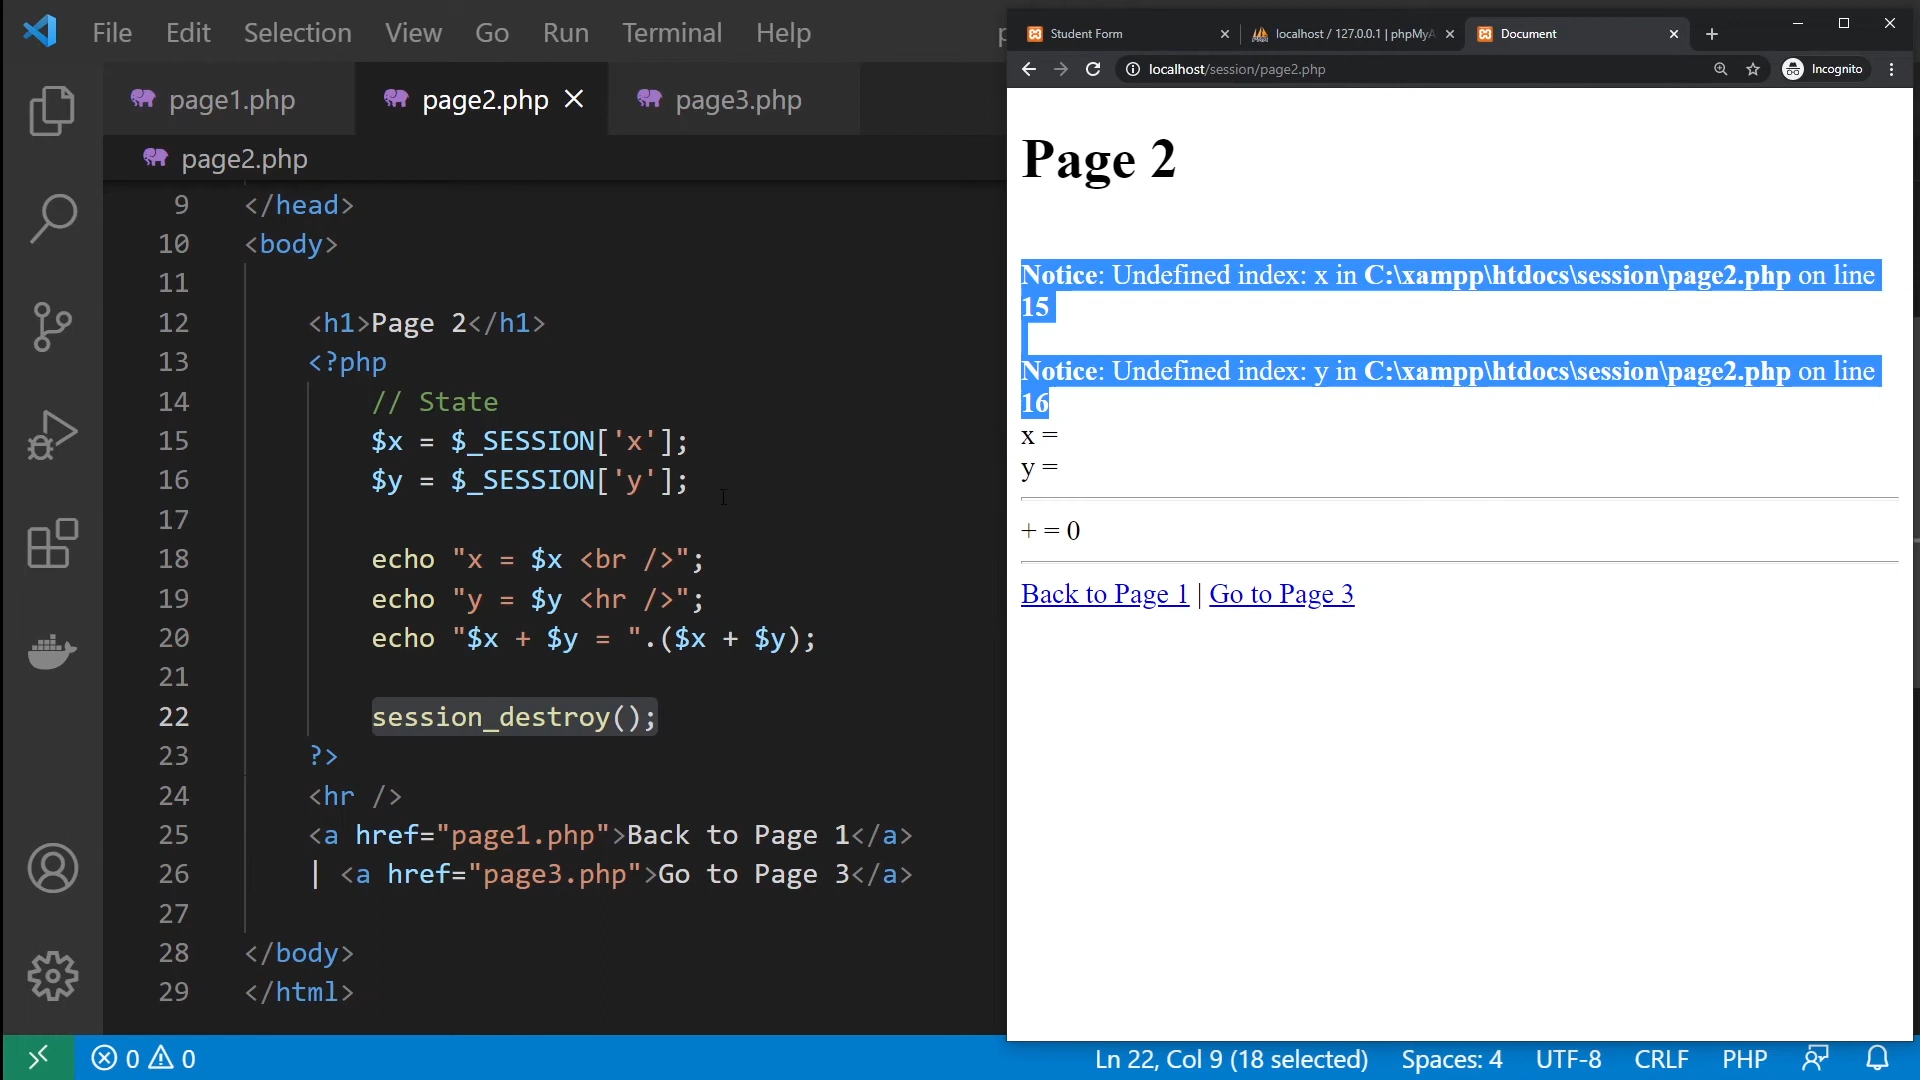 File Edit Selection View Go Run Terminal Help
page1.php page2.php page3.php
page2.php
9 </head>
10 <body>
11
12 <h1>Page 2</h1>
13 <?php
14 // State
15 $x = $_SESSION['x'];
16 $y = $_SESSION['y'];
17
18 echo "x = $x <br />";
19 echo "y = $y <hr />";
20 echo "$x + $y = ".($x + $y);
21
22 session_destroy();
23 ?>
24 <hr />
25 <a href="page1.php">Back to Page 1</a>
26 | <a href="page3.php">Go to Page 3</a>
27
28 </body>
29 </html>
Student Form localhost / 127.0.0.1 | phpMyA Document
localhost/session/page2.php Incognito
Page 2
Notice: Undefined index: x in C:\xampp\htdocs\session\page2.php on line
15
Notice: Undefined index: y in C:\xampp\htdocs\session\page2.php on line
16
x =
y =
+ = 0
Back to Page 1 | Go to Page 3
0 0 Ln 22, Col 9 (18 selected) Spaces: 4 UTF-8 CRLF PHP